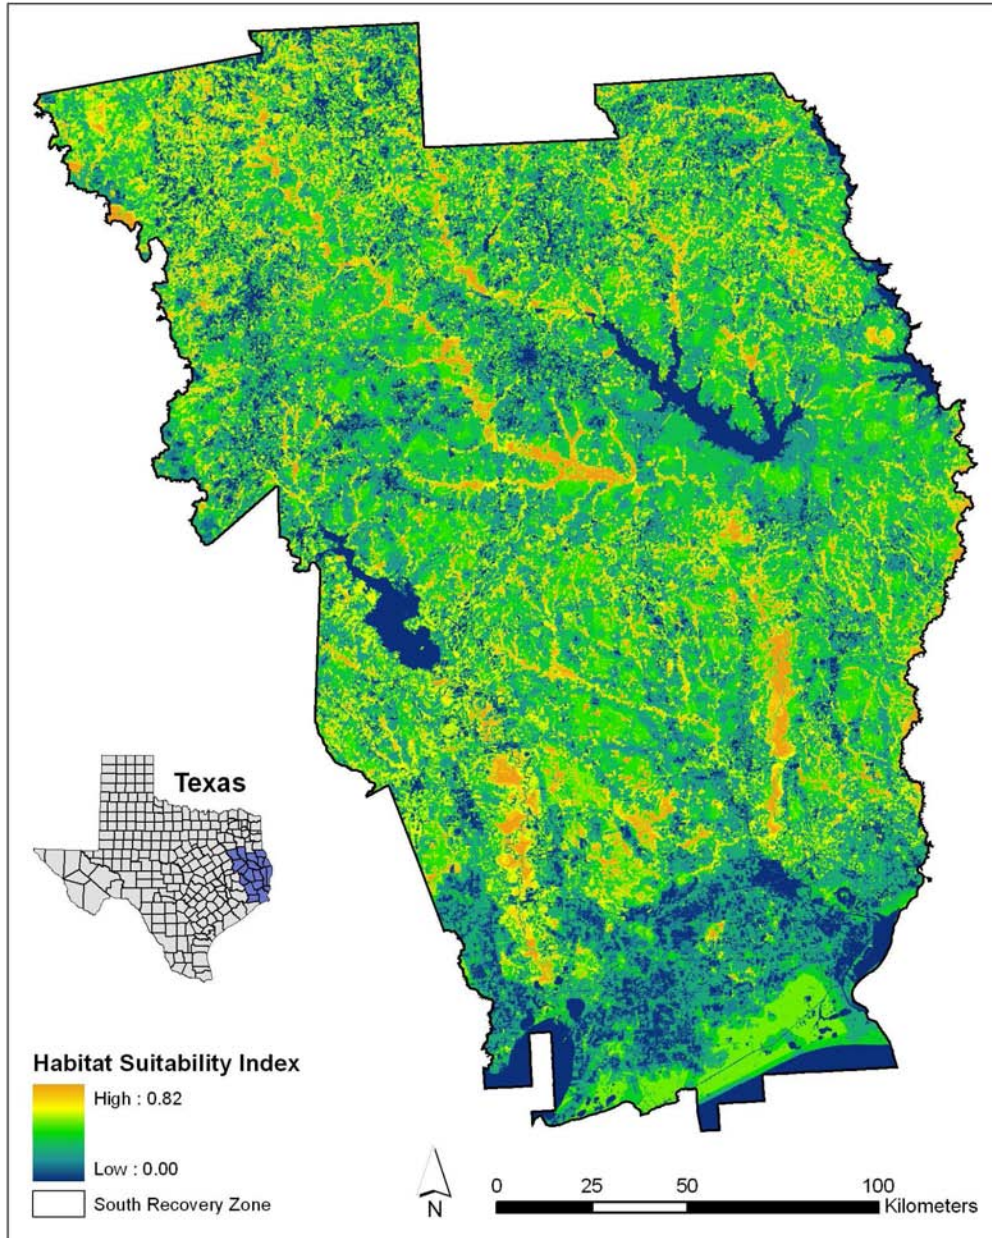 Texas
Habitat Suitability Index
High : 0.82
Low : 0.00
South Recovery Zone
N
0 25 50 100
Kilometers